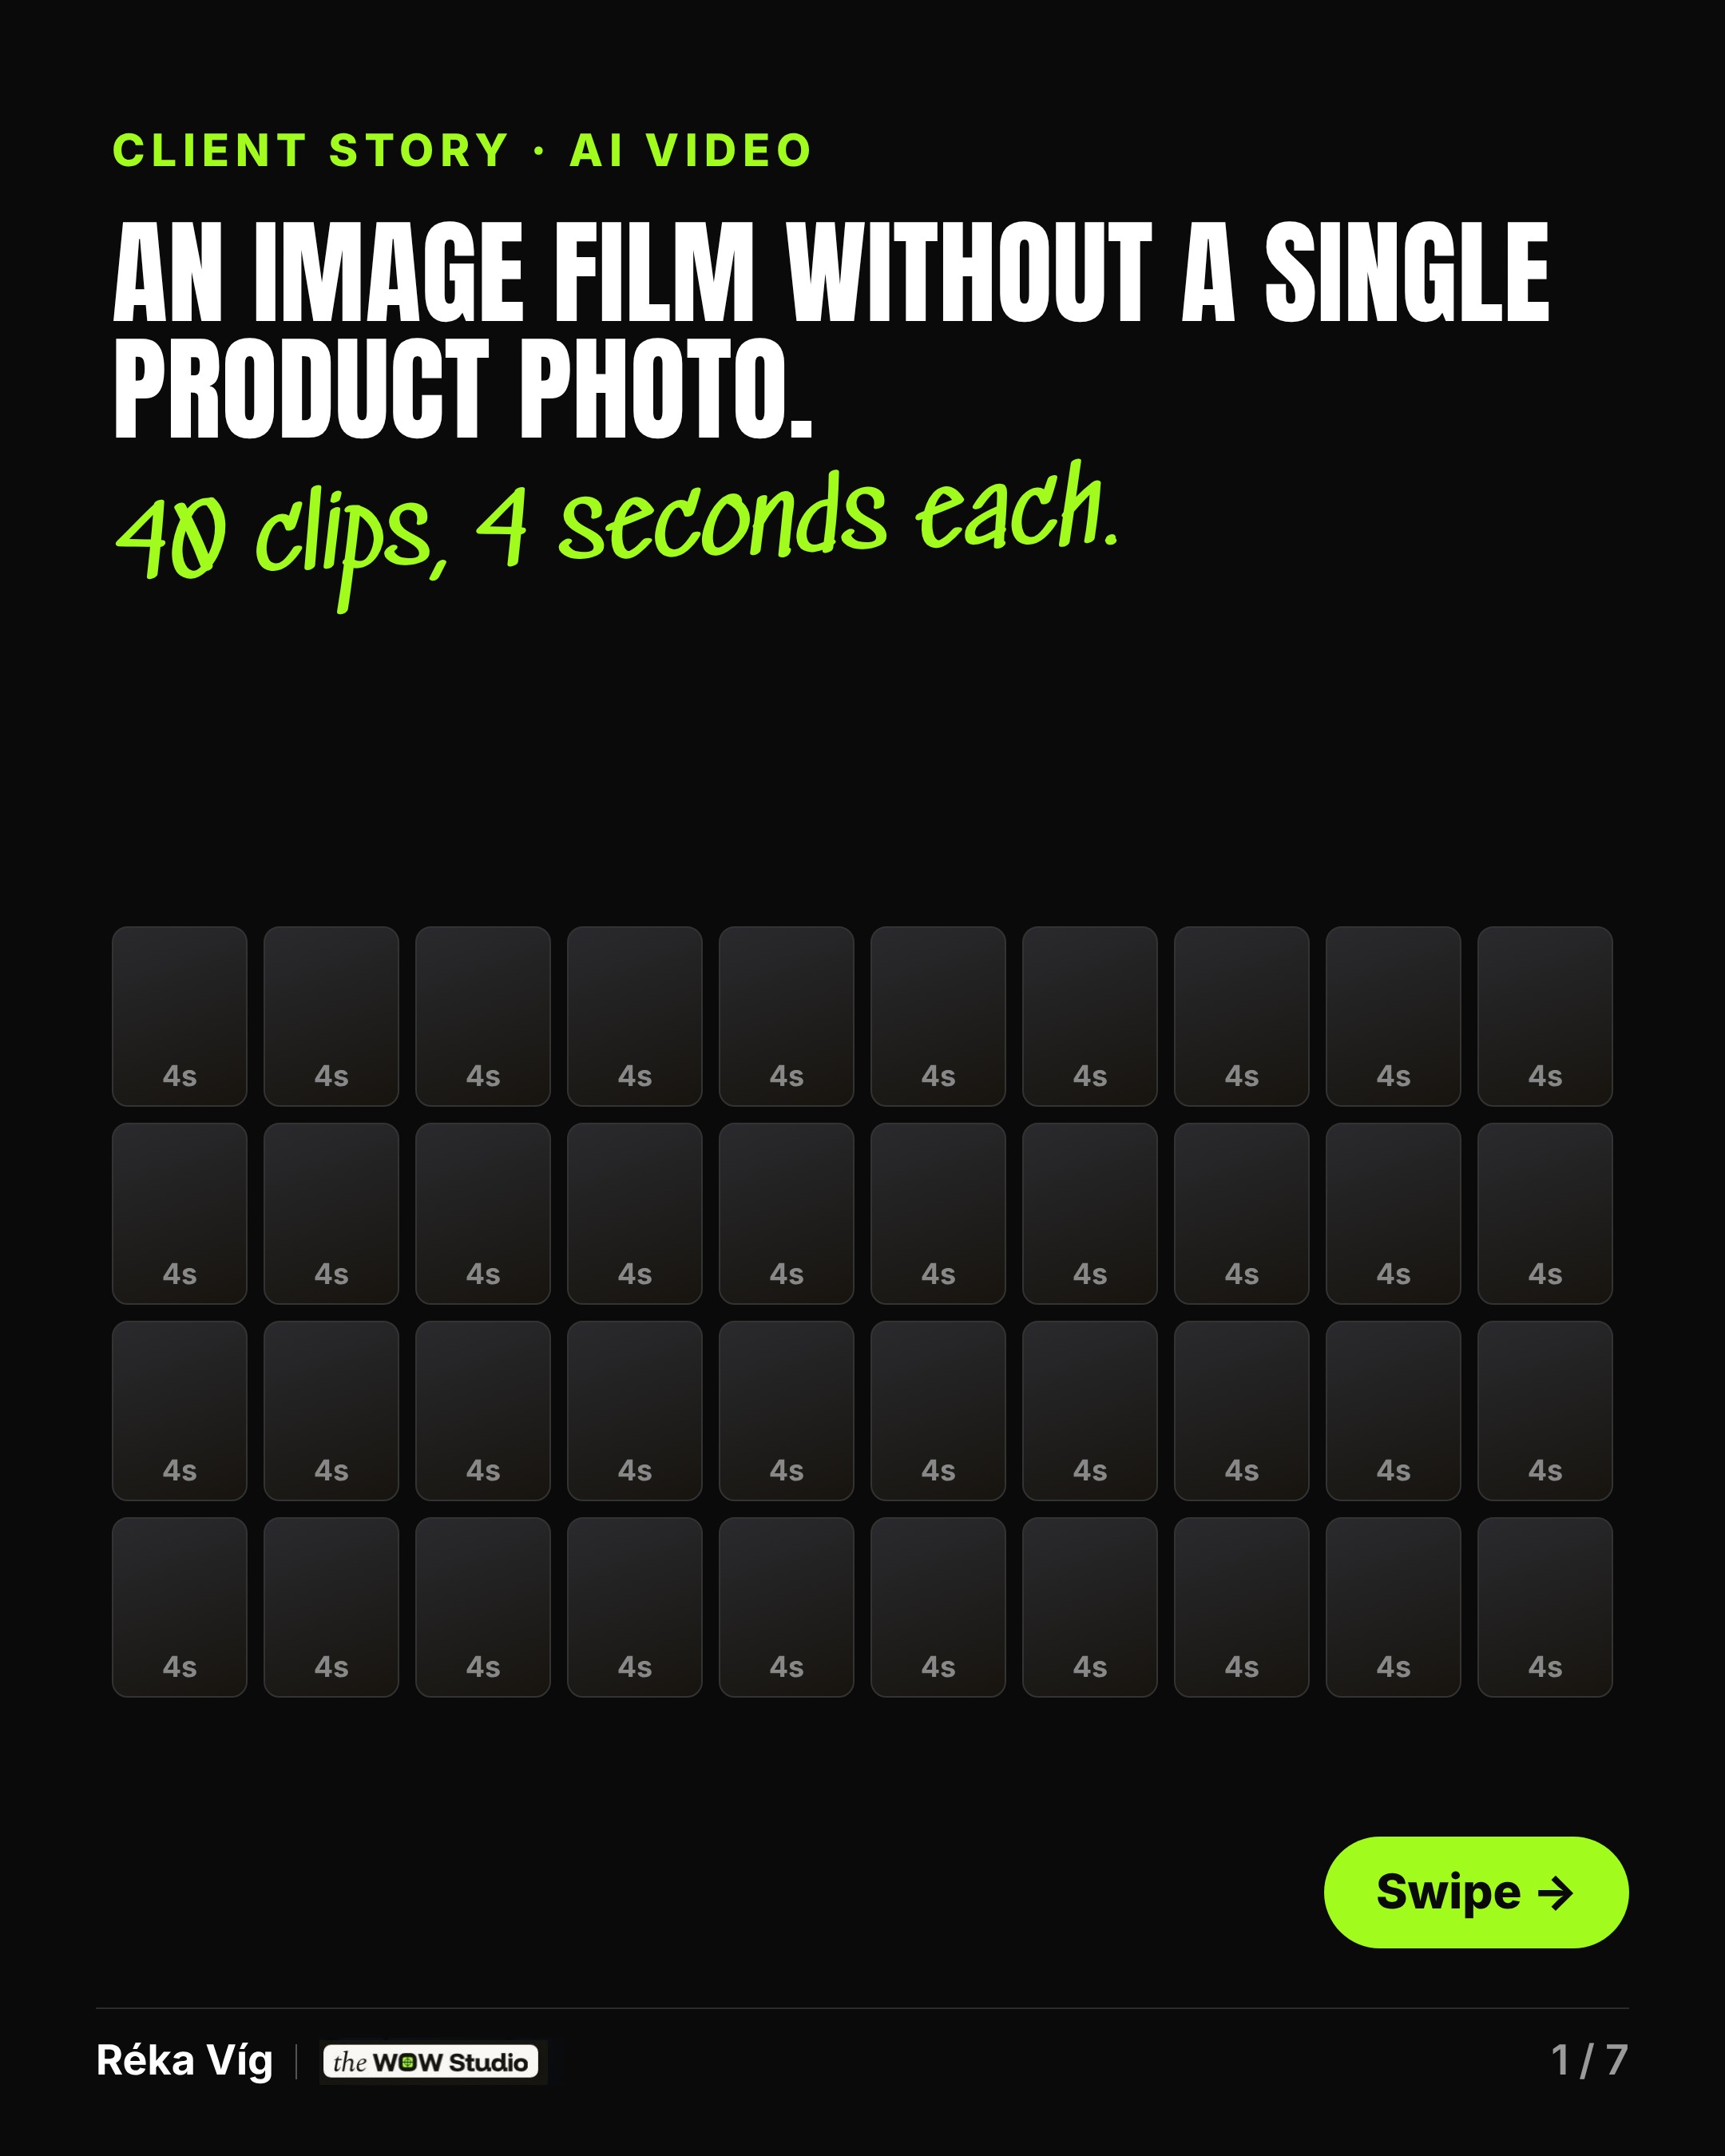 CLIENT STORY · AI VIDEO
AN IMAGE FILM WITHOUT A SINGLE
PRODUCT PHOTO.
40 clips, 4 seconds each.
4s 4s 4s 4s 4s 4s 4s 4s 4s 4s
4s 4s 4s 4s 4s 4s 4s 4s 4s 4s
4s 4s 4s 4s 4s 4s 4s 4s 4s 4s
4s 4s 4s 4s 4s 4s 4s 4s 4s 4s
Swipe →
Réka Víg | the WOW Studio 1 / 7